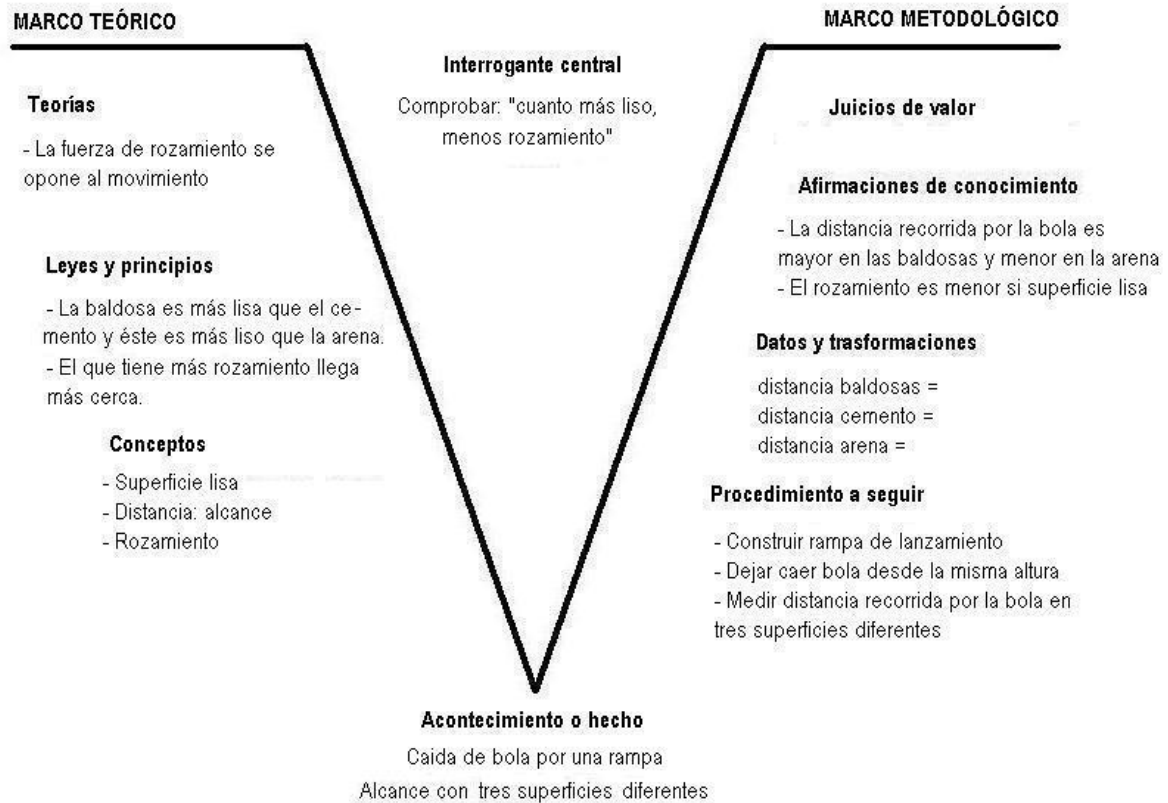 MARCO TEÓRICO
MARCO METODOLÓGICO
Interrogante central
Comprobar: "cuanto más liso,
menos rozamiento"
Teorías
- La fuerza de rozamiento se
opone al movimiento
Leyes y principios
- La baldosa es más lisa que el ce-
mento y éste es más liso que la arena.
- El que tiene más rozamiento llega
más cerca.
Conceptos
- Superficie lisa
- Distancia: alcance
- Rozamiento
Juicios de valor
Afirmaciones de conocimiento
- La distancia recorrida por la bola es
mayor en las baldosas y menor en la arena
- El rozamiento es menor si superficie lisa
Datos y trasformaciones
distancia baldosas =
distancia cemento =
distancia arena =
Procedimiento a seguir
- Construir rampa de lanzamiento
- Dejar caer bola desde la misma altura
- Medir distancia recorrida por la bola en
tres superficies diferentes
Acontecimiento o hecho
Caida de bola por una rampa
Alcance con tres superficies diferentes